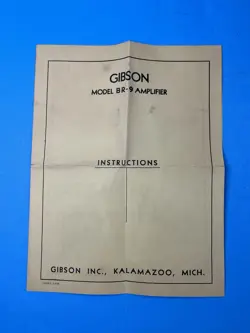 GIBSON
MODEL BR-9 AMPLIFIER
INSTRUCTIONS
GIBSON INC., KALAMAZOO, MICH.